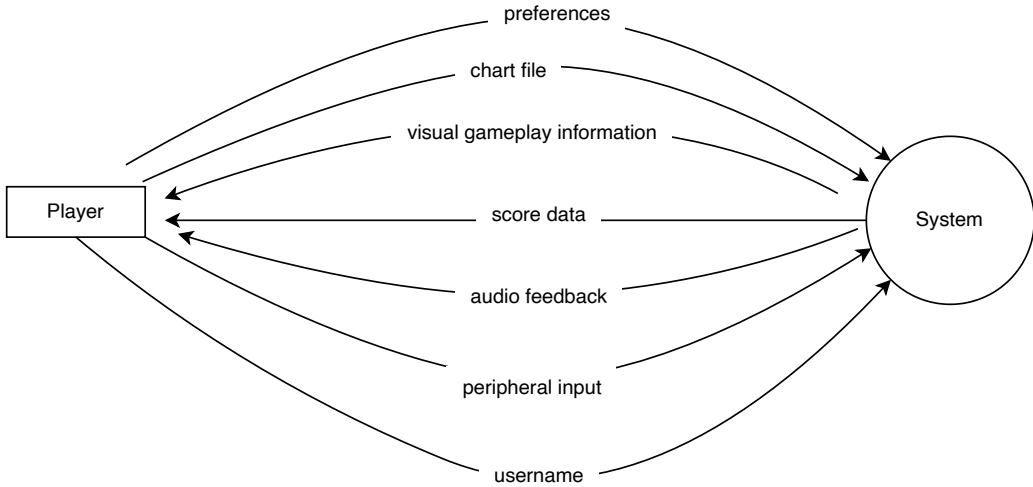 preferences
chart file
visual gameplay information
Player
score data
System
audio feedback
peripheral input
username